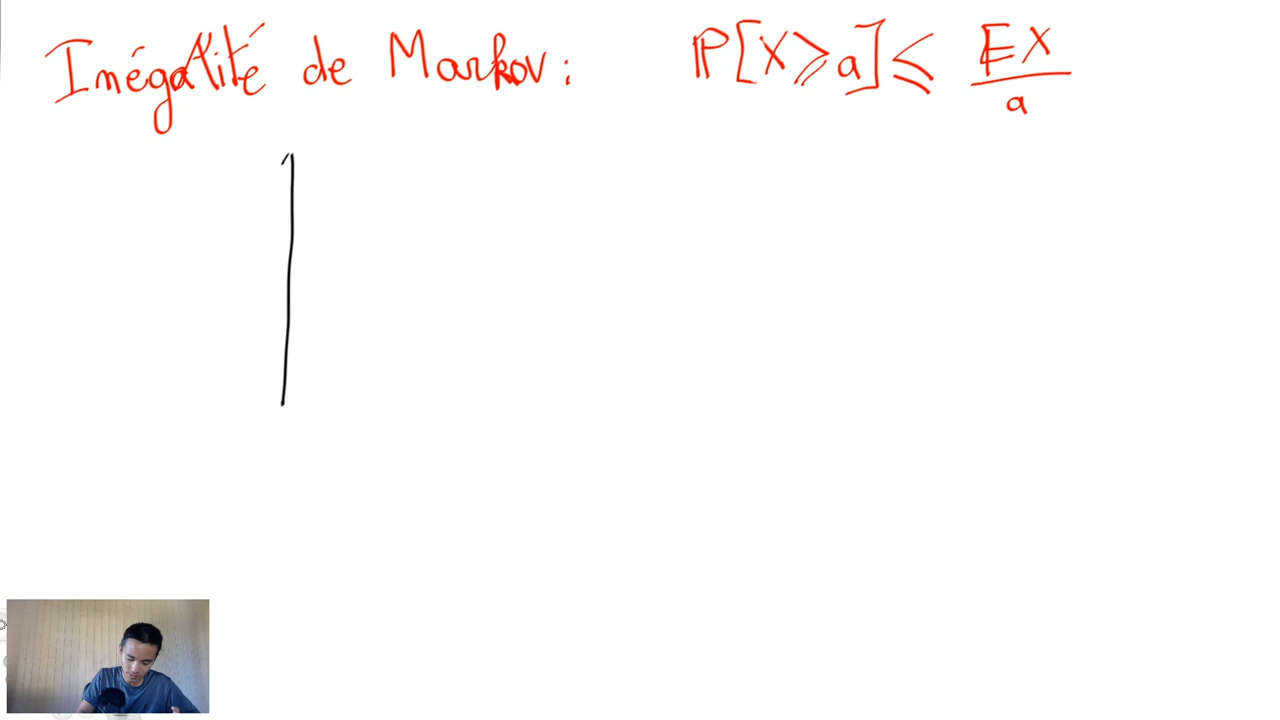 Inégalité de Markov : ℙ[X⩾a] ≤ EX/a